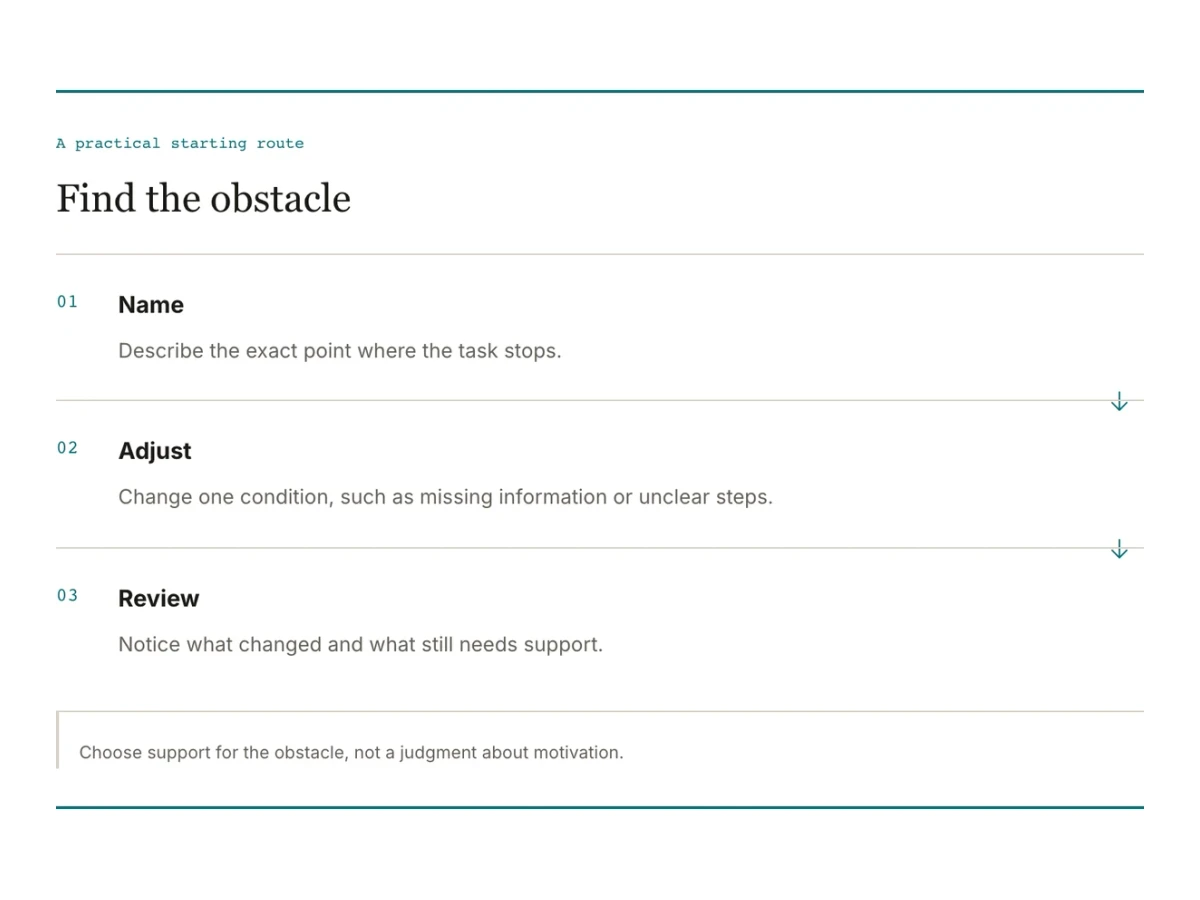 A practical starting route
Find the obstacle
01
Name
Describe the exact point where the task stops.
02
Adjust
Change one condition, such as missing information or unclear steps.
03
Review
Notice what changed and what still needs support.
Choose support for the obstacle, not a judgment about motivation.